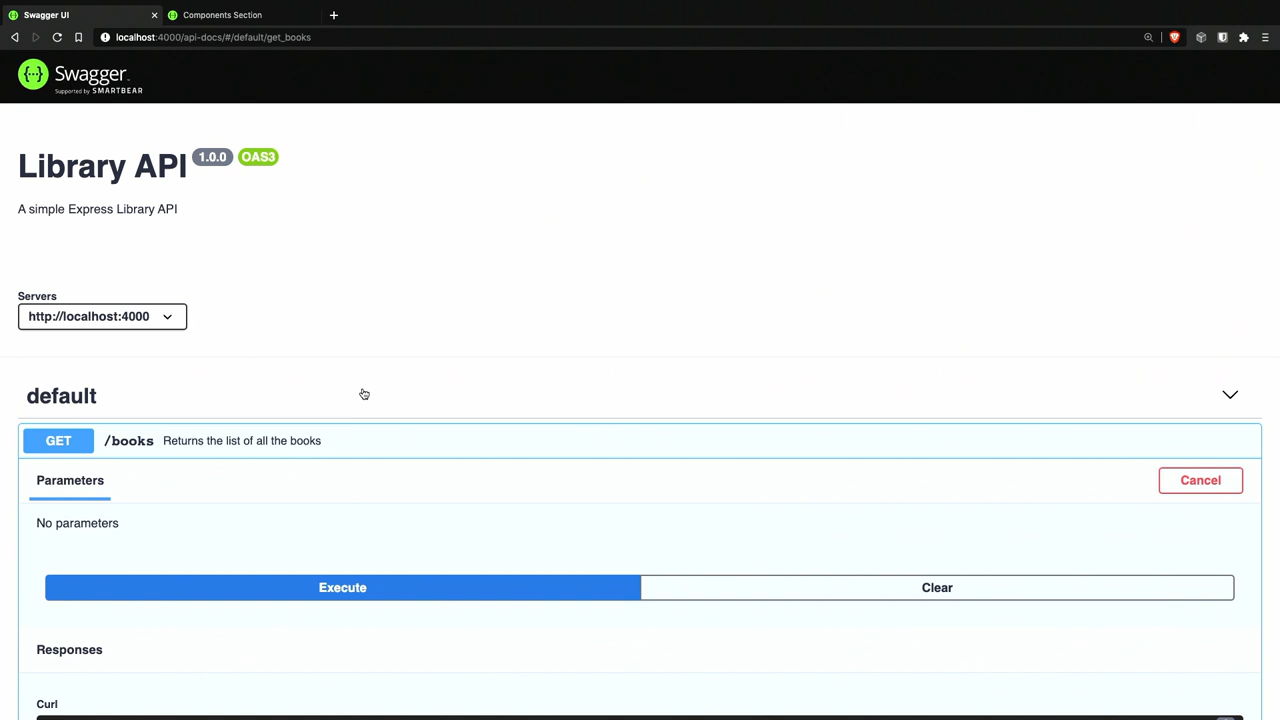 Swagger UI
Components Section
localhost:4000/api-docs/#/default/get_books
Swagger
Supported by SMARTBEAR
Library API 1.0.0 OAS3
A simple Express Library API
Servers
http://localhost:4000
default
GET /books Returns the list of all the books
Parameters
Cancel
No parameters
Execute
Clear
Responses
Curl